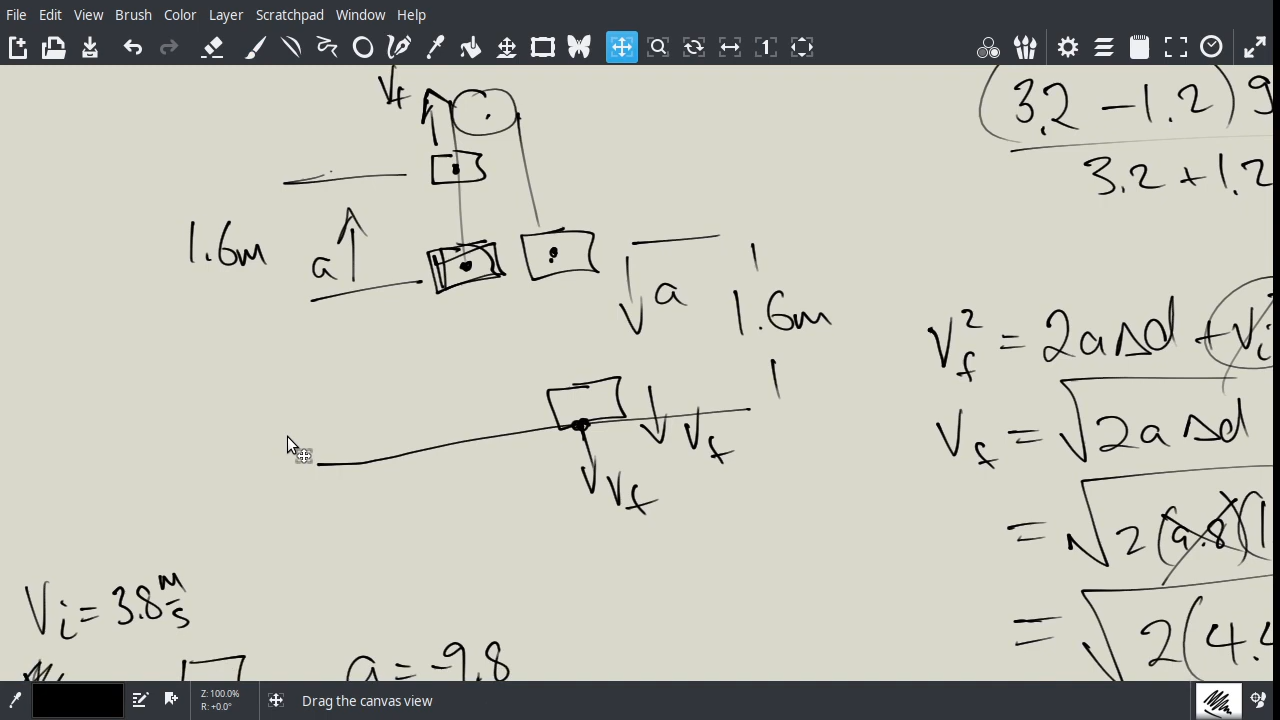 File Edit View Brush Color Layer Scratchpad Window Help
1
Vf
(3.2 - 1.2) g
3.2 + 1.2
1.6m
a
a
1.6m
Vf² = 2aΔd + Vi
Vf = √2aΔd
Vf
Vf
= √2(9.8)(1
= √2(4.4
Vi = 3.8 m/s
a = -9.8
Z: 100.0%
R: +0.0°
Drag the canvas view